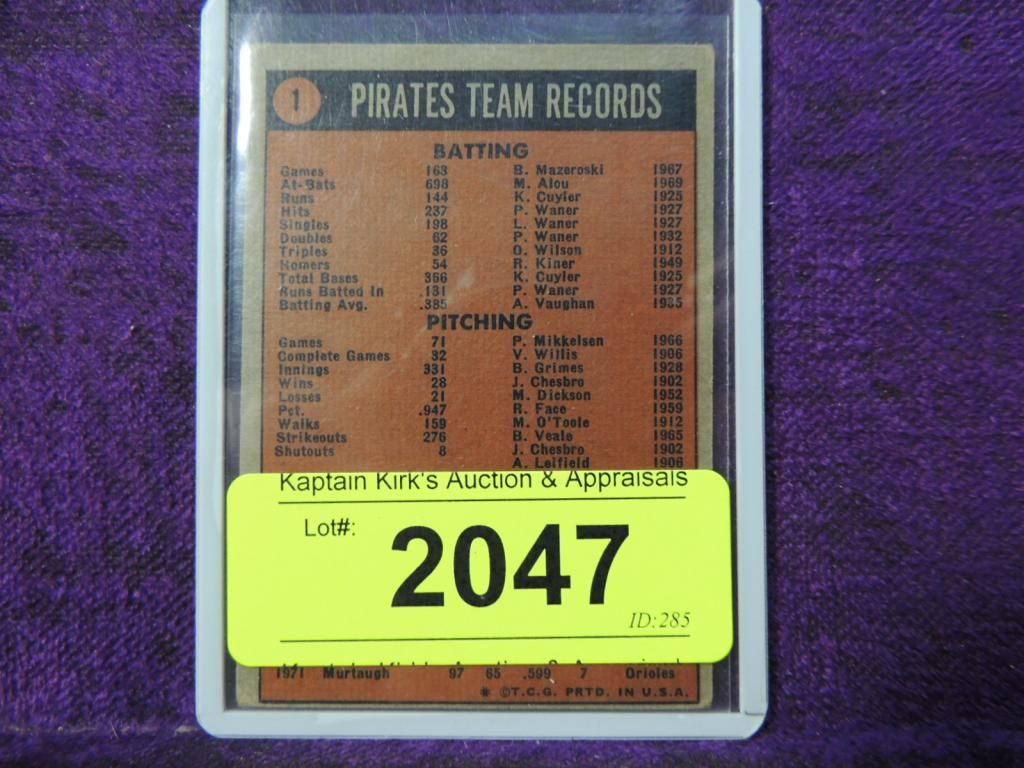 1 PIRATES TEAM RECORDS
BATTING
Games 163 B. Mazeroski 1967
At-Bats 698 M. Alou 1969
Runs 144 K. Cuyler 1925
Hits 237 P. Waner 1927
Singles 198 L. Waner 1927
Doubles 62 P. Waner 1932
Triples 36 O. Wilson 1912
Homers 54 R. Kiner 1949
Total Bases 366 K. Cuyler 1925
Runs Batted In .131 P. Waner 1927
Batting Avg. .385 A. Vaughan 1935
PITCHING
Games 71 P. Mikkelsen 1966
Complete Games 32 V. Willis 1906
Innings 331 B. Grimes 1928
Wins 28 J. Chesbro 1902
Losses 21 M. Dickson 1952
Pct. .947 R. Face 1959
Walks 159 M. O'Toole 1912
Strikeouts 276 B. Veale 1965
Shutouts 8 J. Chesbro 1902
A. Leifield 1906
Kaptain Kirk's Auction & Appraisals
Lot#: 2047
ID:285
1971 Murtaugh 97 65 .599 7 Orioles
* ©T.C.G. PRTD. IN U.S.A.